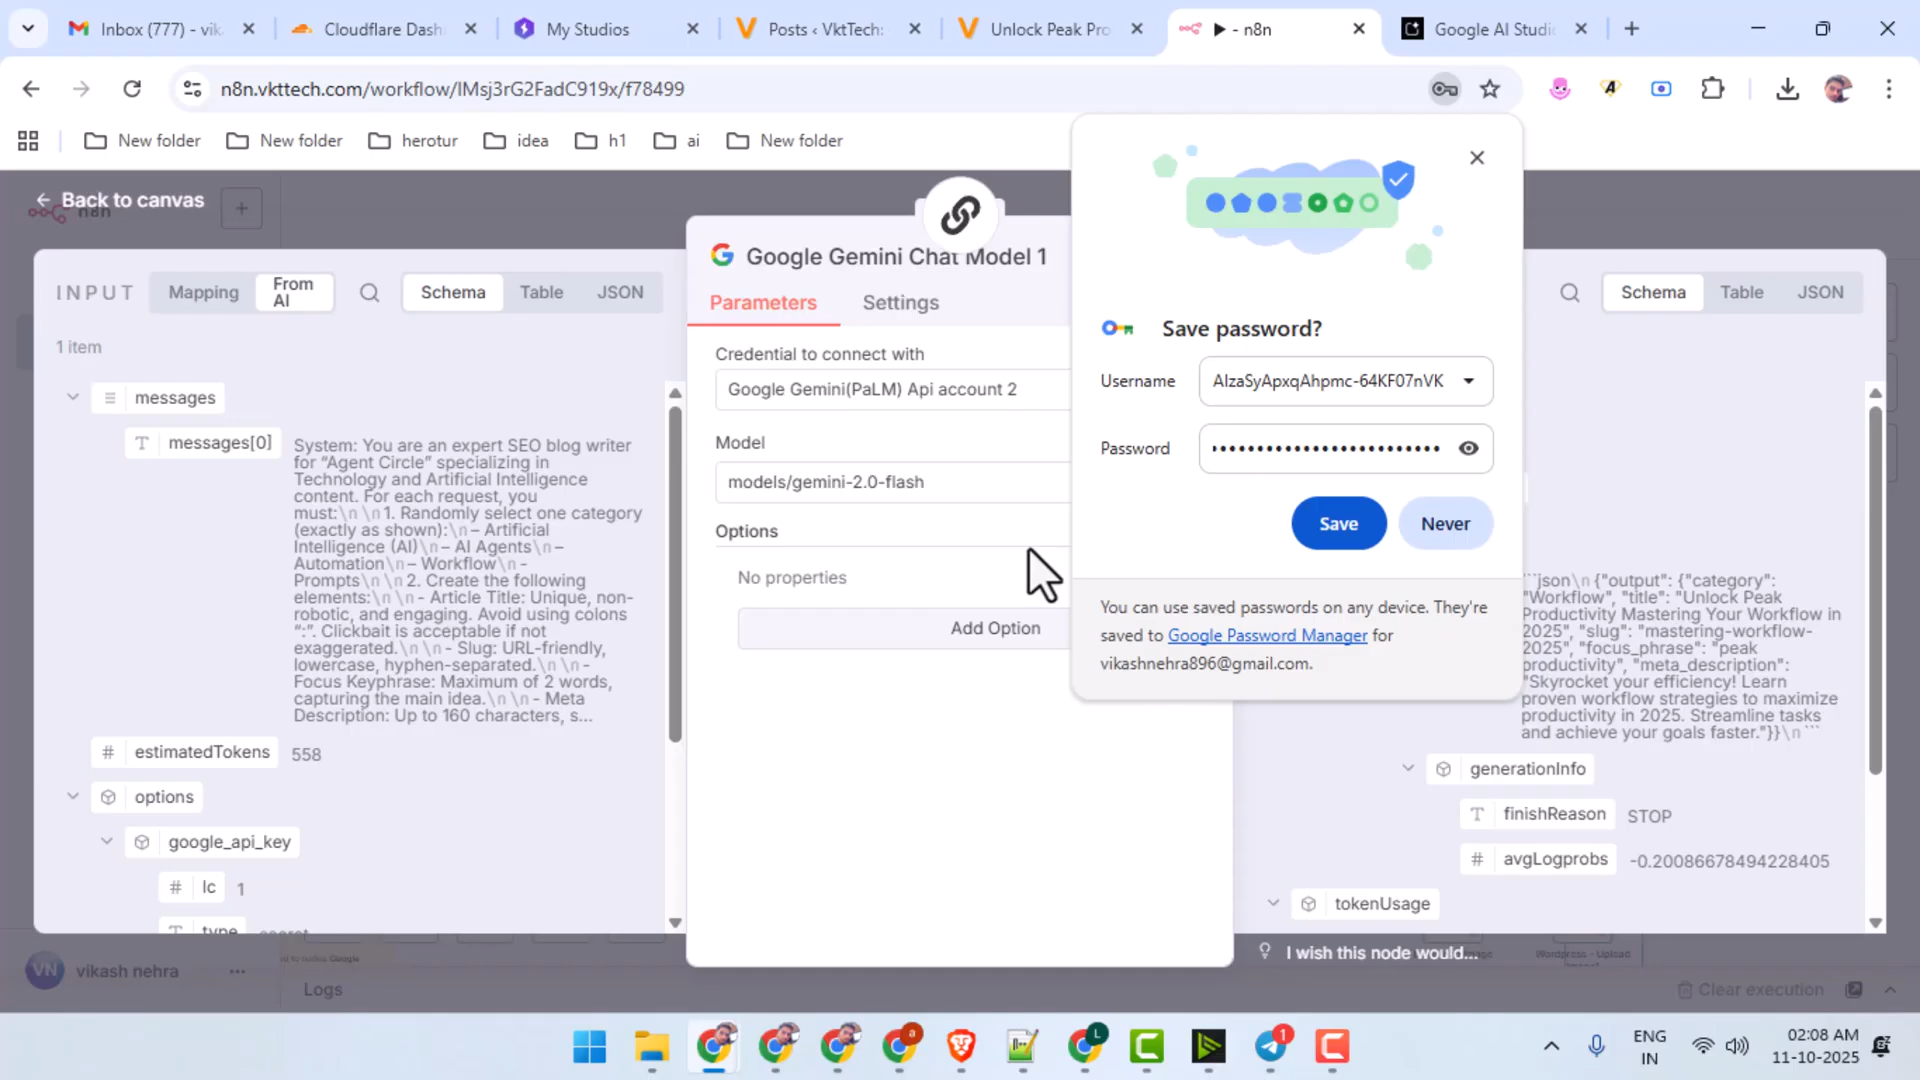 Inbox (777) - vik
Cloudflare Dash
My Studios
Posts ‹ VktTech:
Unlock Peak Pro
▶ - n8n
Google AI Studi
n8n.vkttech.com/workflow/IMsj3rG2FadC919x/f78499
New folder
New folder
herotur
idea
h1
ai
New folder
Back to canvas
n8n
INPUT
Mapping
From AI
Schema
Table
JSON
1 item
messages
messages[0]
System: You are an expert SEO blog writer
for “Agent Circle” specializing in
Technology and Artificial Intelligence
content. For each request, you
must:\n \n1. Randomly select one category
(exactly as shown):\n – Artificial
Intelligence (AI)\n – AI Agents\n –
Automation\n – Workflow\n -
Prompts\n \n2. Create the following
elements:\n \n - Article Title: Unique, non-
robotic, and engaging. Avoid using colons
“:”. Clickbait is acceptable if not
exaggerated.\n \n - Slug: URL-friendly,
lowercase, hyphen-separated.\n \n -
Focus Keyphrase: Maximum of 2 words,
capturing the main idea.\n \n - Meta
Description: Up to 160 characters, s...
# estimatedTokens 558
options
google_api_key
# lc 1
T type secret
Google Gemini Chat Model 1
Parameters
Settings
Credential to connect with
Google Gemini(PaLM) Api account 2
Model
models/gemini-2.0-flash
Options
No properties
Add Option
Save password?
Username
AIzaSyApxqAhpmc-64KF07nVK
Password
Save
Never
You can use saved passwords on any device. They're
saved to Google Password Manager for
vikashnehra896@gmail.com.
Schema
Table
JSON
```json\n {"output": {"category":
"Workflow", "title": "Unlock Peak
Productivity Mastering Your Workflow in
2025", "slug": "mastering-workflow-
2025", "focus_phrase": "peak
productivity", "meta_description":
"Skyrocket your efficiency! Learn
proven workflow strategies to maximize
productivity in 2025. Streamline tasks
and achieve your goals faster."}}\n ```
generationInfo
T finishReason STOP
# avgLogprobs -0.20086678494228405
tokenUsage
I wish this node would...
VN vikash nehra
Google
Wordpress - Upload
Logs
Clear execution
a
L
1
ENG
IN
02:08 AM
11-10-2025